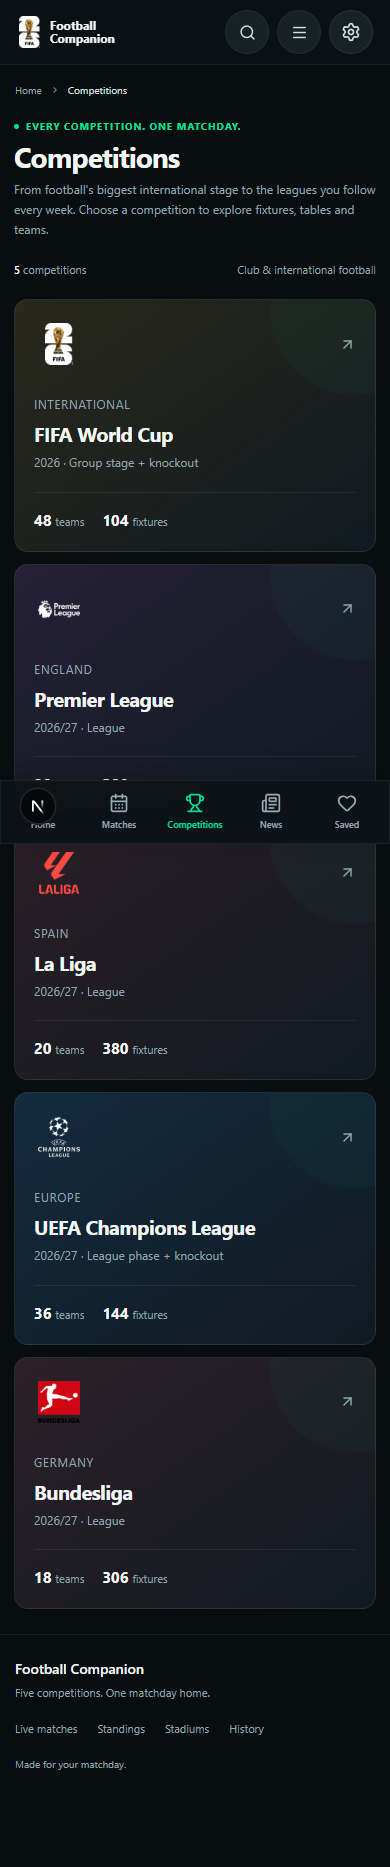 FIFA
Football
Companion
Home
Competitions
EVERY COMPETITION. ONE MATCHDAY.
Competitions
From football's biggest international stage to the leagues you follow
every week. Choose a competition to explore fixtures, tables and
teams.
5 competitions
Club & international football
FIFA
INTERNATIONAL
FIFA World Cup
2026 · Group stage + knockout
48 teams 104 fixtures
Premier
League
ENGLAND
Premier League
2026/27 · League
N
Home
Matches
Competitions
News
Saved
LALIGA
SPAIN
La Liga
2026/27 · League
20 teams 380 fixtures
UEFA
CHAMPIONS
LEAGUE
EUROPE
UEFA Champions League
2026/27 · League phase + knockout
36 teams 144 fixtures
BUNDESLIGA
GERMANY
Bundesliga
2026/27 · League
18 teams 306 fixtures
Football Companion
Five competitions. One matchday home.
Live matches Standings Stadiums History
Made for your matchday.